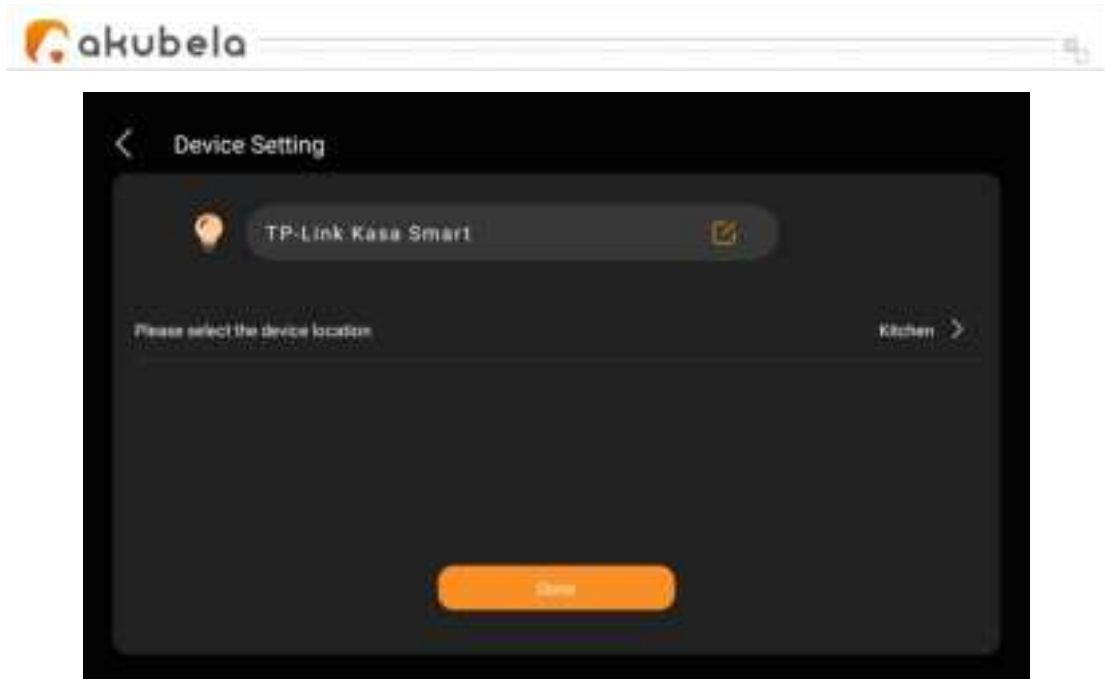 akubela
Device Setting
TP-Link Kasa Smart
Please select the device location
Kitchen
Done